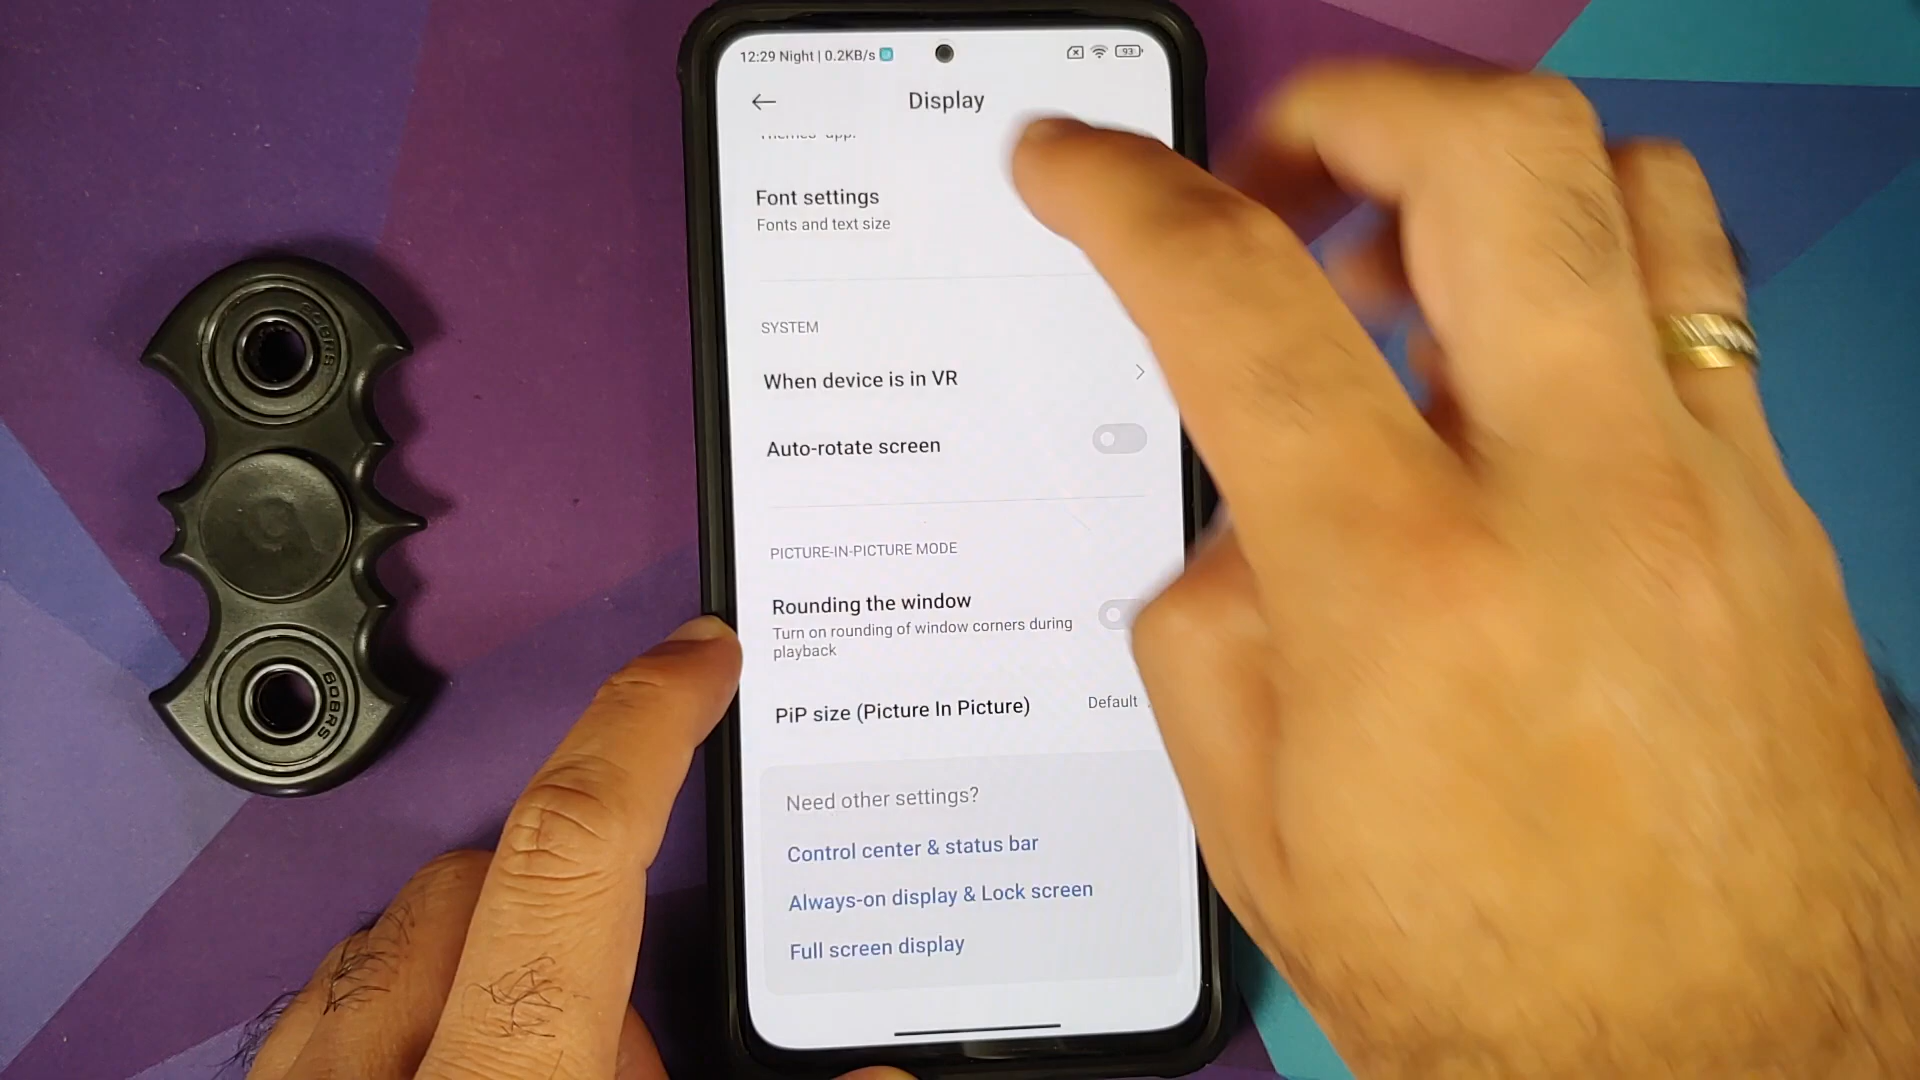 12:29 Night | 0.2KB/s
93
Display
Themes" app.
Font settings
Fonts and text size
SYSTEM
When device is in VR
Auto-rotate screen
PICTURE-IN-PICTURE MODE
Rounding the window
Turn on rounding of window corners during
playback
PiP size (Picture In Picture)
Default
Need other settings?
Control center & status bar
Always-on display & Lock screen
Full screen display